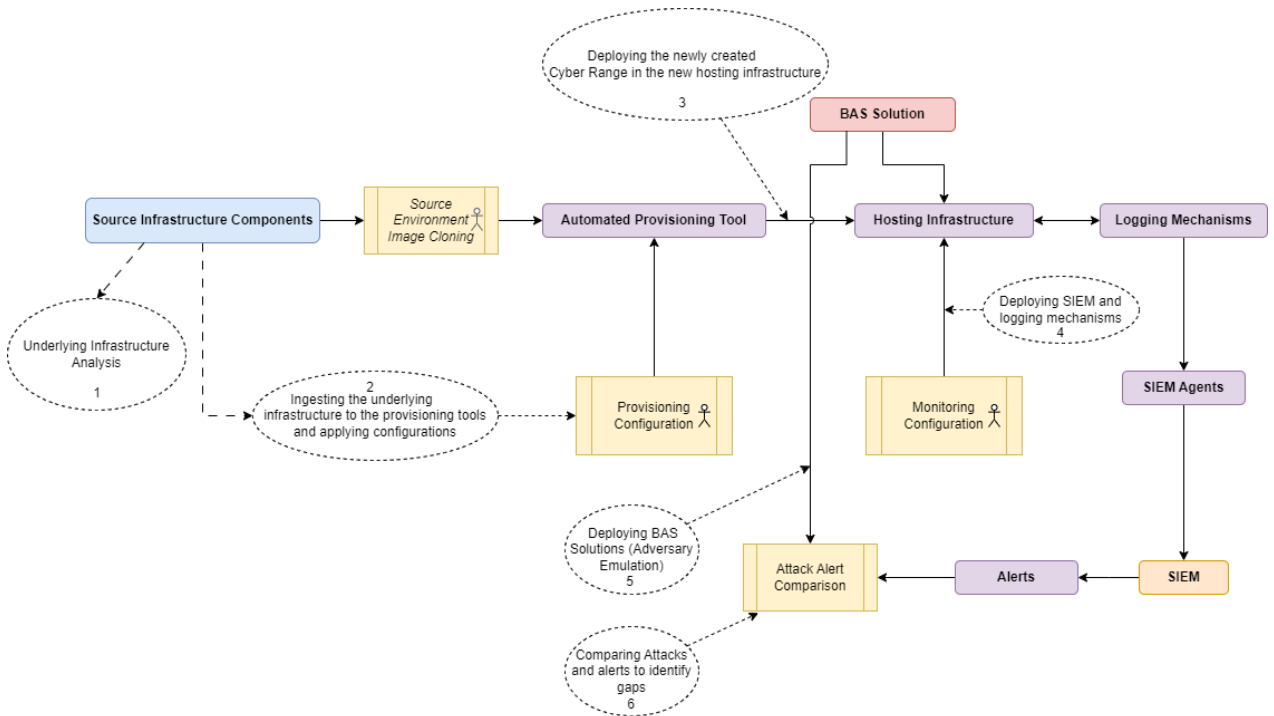 Deploying the newly created
Cyber Range in the new hosting infrastructure
3
BAS Solution
Source Infrastructure Components
Source
Environment
Image Cloning
Automated Provisioning Tool
Hosting Infrastructure
Logging Mechanisms
Deploying SIEM and
logging mechanisms
4
Underlying Infrastructure
Analysis
1
2
Ingesting the underlying
infrastructure to the provisioning tools
and applying configurations
Provisioning
Configuration
Monitoring
Configuration
SIEM Agents
Deploying BAS
Solutions (Adversary
Emulation)
5
Attack Alert
Comparison
Alerts
SIEM
Comparing Attacks
and alerts to identify
gaps
6